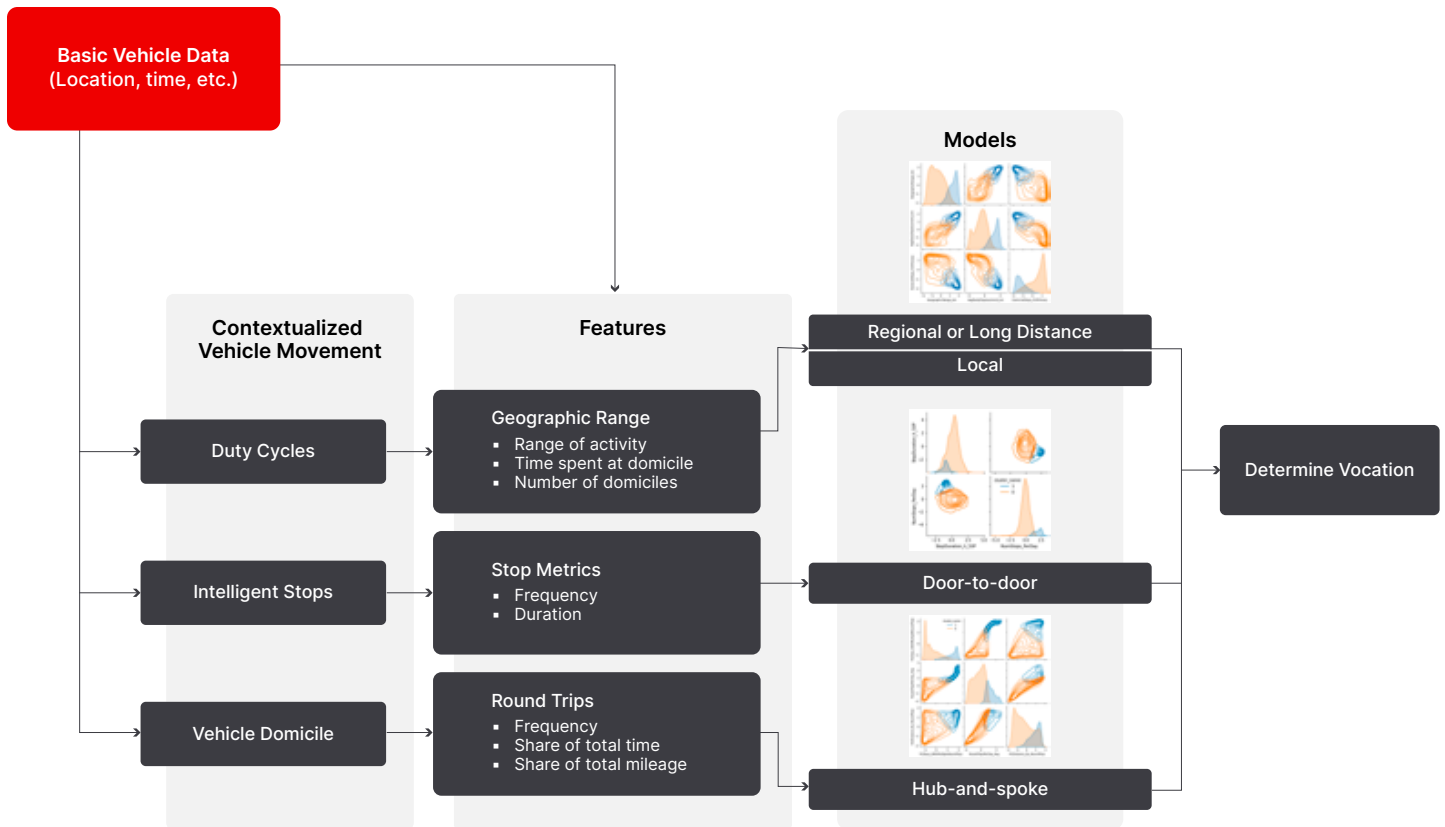 Basic Vehicle Data
(Location, time, etc.)
Contextualized
Vehicle Movement
Duty Cycles
Intelligent Stops
Vehicle Domicile
Features
Geographic Range
▪ Range of activity
▪ Time spent at domicile
▪ Number of domiciles
Stop Metrics
▪ Frequency
▪ Duration
Round Trips
▪ Frequency
▪ Share of total time
▪ Share of total mileage
Models
Regional or Long Distance
Local
Door-to-door
Hub-and-spoke
Determine Vocation